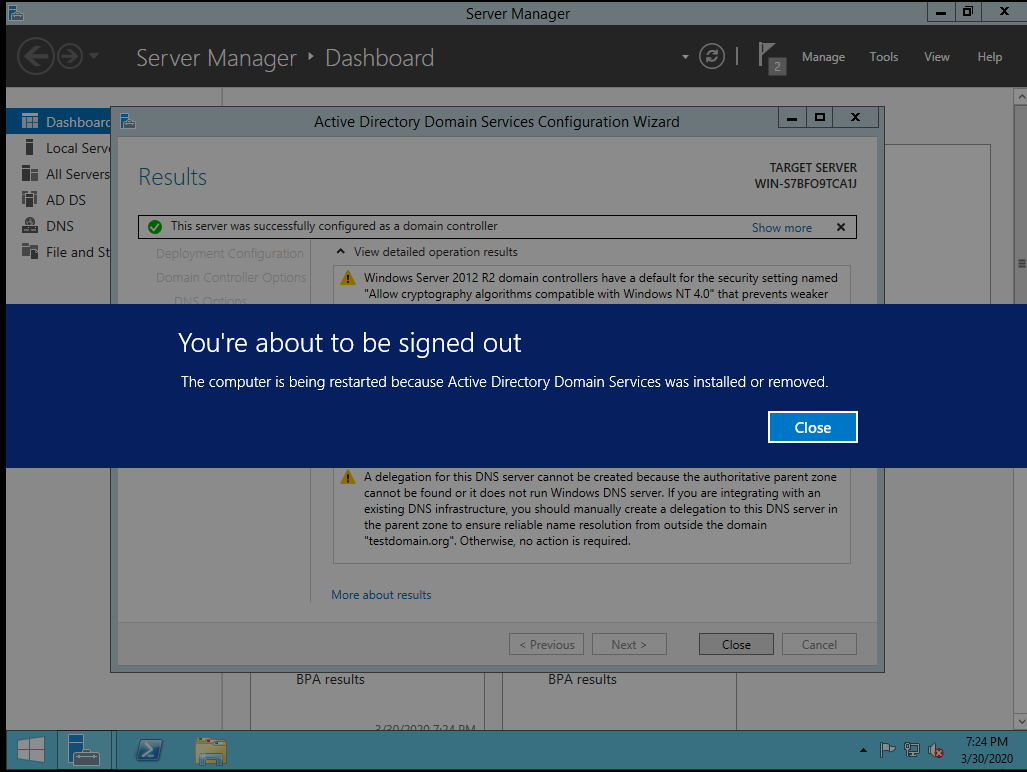 Server Manager
Server Manager ‣ Dashboard
2
Manage
Tools
View
Help
Dashboard
Local Serve
All Servers
AD DS
DNS
File and St
Active Directory Domain Services Configuration Wizard
Results
TARGET SERVER
WIN-S7BFO9TCA1J
This server was successfully configured as a domain controller
Show more
Deployment Configuration
Domain Controller Options
DNS Options
View detailed operation results
Windows Server 2012 R2 domain controllers have a default for the security setting named
"Allow cryptography algorithms compatible with Windows NT 4.0" that prevents weaker
You're about to be signed out
The computer is being restarted because Active Directory Domain Services was installed or removed.
Close
A delegation for this DNS server cannot be created because the authoritative parent zone
cannot be found or it does not run Windows DNS server. If you are integrating with an
existing DNS infrastructure, you should manually create a delegation to this DNS server in
the parent zone to ensure reliable name resolution from outside the domain
"testdomain.org". Otherwise, no action is required.
More about results
< Previous
Next >
Close
Cancel
BPA results
BPA results
3/30/2020 7:24 PM
7:24 PM
3/30/2020